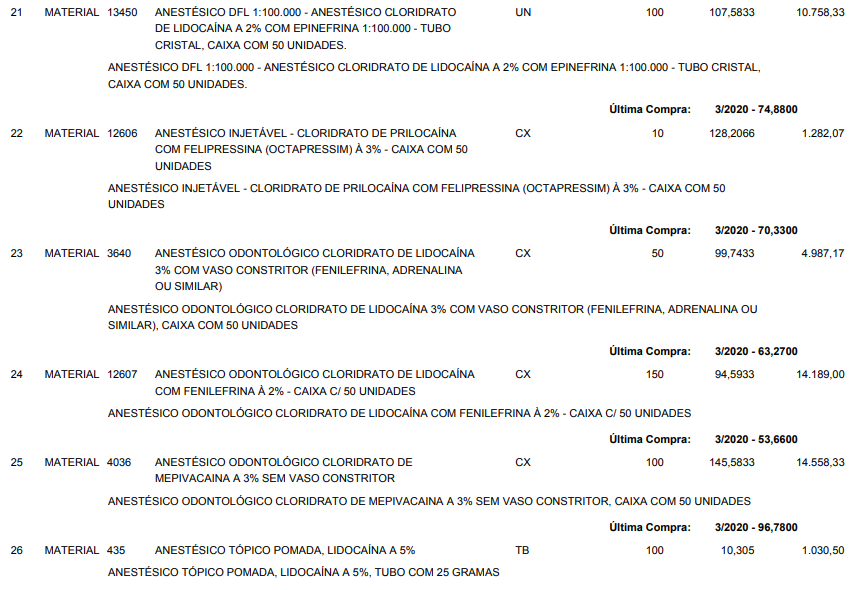 21 MATERIAL 13450 ANESTÉSICO DFL 1:100.000 - ANESTÉSICO CLORIDRATO UN 100 107,5833 10.758,33
DE LIDOCAÍNA A 2% COM EPINEFRINA 1:100.000 - TUBO
CRISTAL, CAIXA COM 50 UNIDADES.
ANESTÉSICO DFL 1:100.000 - ANESTÉSICO CLORIDRATO DE LIDOCAÍNA A 2% COM EPINEFRINA 1:100.000 - TUBO CRISTAL,
CAIXA COM 50 UNIDADES.
Última Compra: 3/2020 - 74,8800
22 MATERIAL 12606 ANESTÉSICO INJETÁVEL - CLORIDRATO DE PRILOCAÍNA CX 10 128,2066 1.282,07
COM FELIPRESSINA (OCTAPRESSIM) À 3% - CAIXA COM 50
UNIDADES
ANESTÉSICO INJETÁVEL - CLORIDRATO DE PRILOCAÍNA COM FELIPRESSINA (OCTAPRESSIM) À 3% - CAIXA COM 50
UNIDADES
Última Compra: 3/2020 - 70,3300
23 MATERIAL 3640 ANESTÉSICO ODONTOLÓGICO CLORIDRATO DE LIDOCAÍNA CX 50 99,7433 4.987,17
3% COM VASO CONSTRITOR (FENILEFRINA, ADRENALINA
OU SIMILAR)
ANESTÉSICO ODONTOLÓGICO CLORIDRATO DE LIDOCAÍNA 3% COM VASO CONSTRITOR (FENILEFRINA, ADRENALINA OU
SIMILAR), CAIXA COM 50 UNIDADES
Última Compra: 3/2020 - 63,2700
24 MATERIAL 12607 ANESTÉSICO ODONTOLÓGICO CLORIDRATO DE LIDOCAÍNA CX 150 94,5933 14.189,00
COM FENILEFRINA À 2% - CAIXA C/ 50 UNIDADES
ANESTÉSICO ODONTOLÓGICO CLORIDRATO DE LIDOCAÍNA COM FENILEFRINA À 2% - CAIXA C/ 50 UNIDADES
Última Compra: 3/2020 - 53,6600
25 MATERIAL 4036 ANESTÉSICO ODONTOLÓGICO CLORIDRATO DE CX 100 145,5833 14.558,33
MEPIVACAINA A 3% SEM VASO CONSTRITOR
ANESTÉSICO ODONTOLÓGICO CLORIDRATO DE MEPIVACAINA A 3% SEM VASO CONSTRITOR, CAIXA COM 50 UNIDADES
Última Compra: 3/2020 - 96,7800
26 MATERIAL 435 ANESTÉSICO TÓPICO POMADA, LIDOCAÍNA A 5% TB 100 10,305 1.030,50
ANESTÉSICO TÓPICO POMADA, LIDOCAÍNA A 5%, TUBO COM 25 GRAMAS